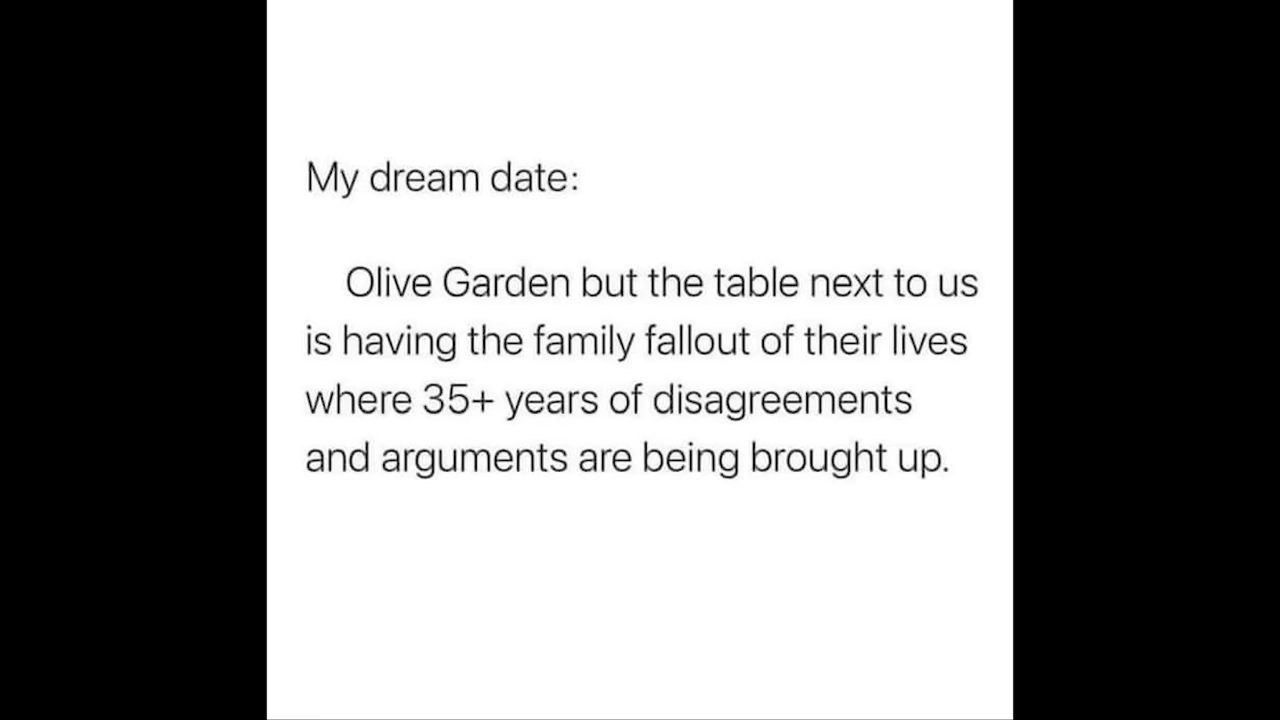 My dream date:
Olive Garden but the table next to us
is having the family fallout of their lives
where 35+ years of disagreements
and arguments are being brought up.